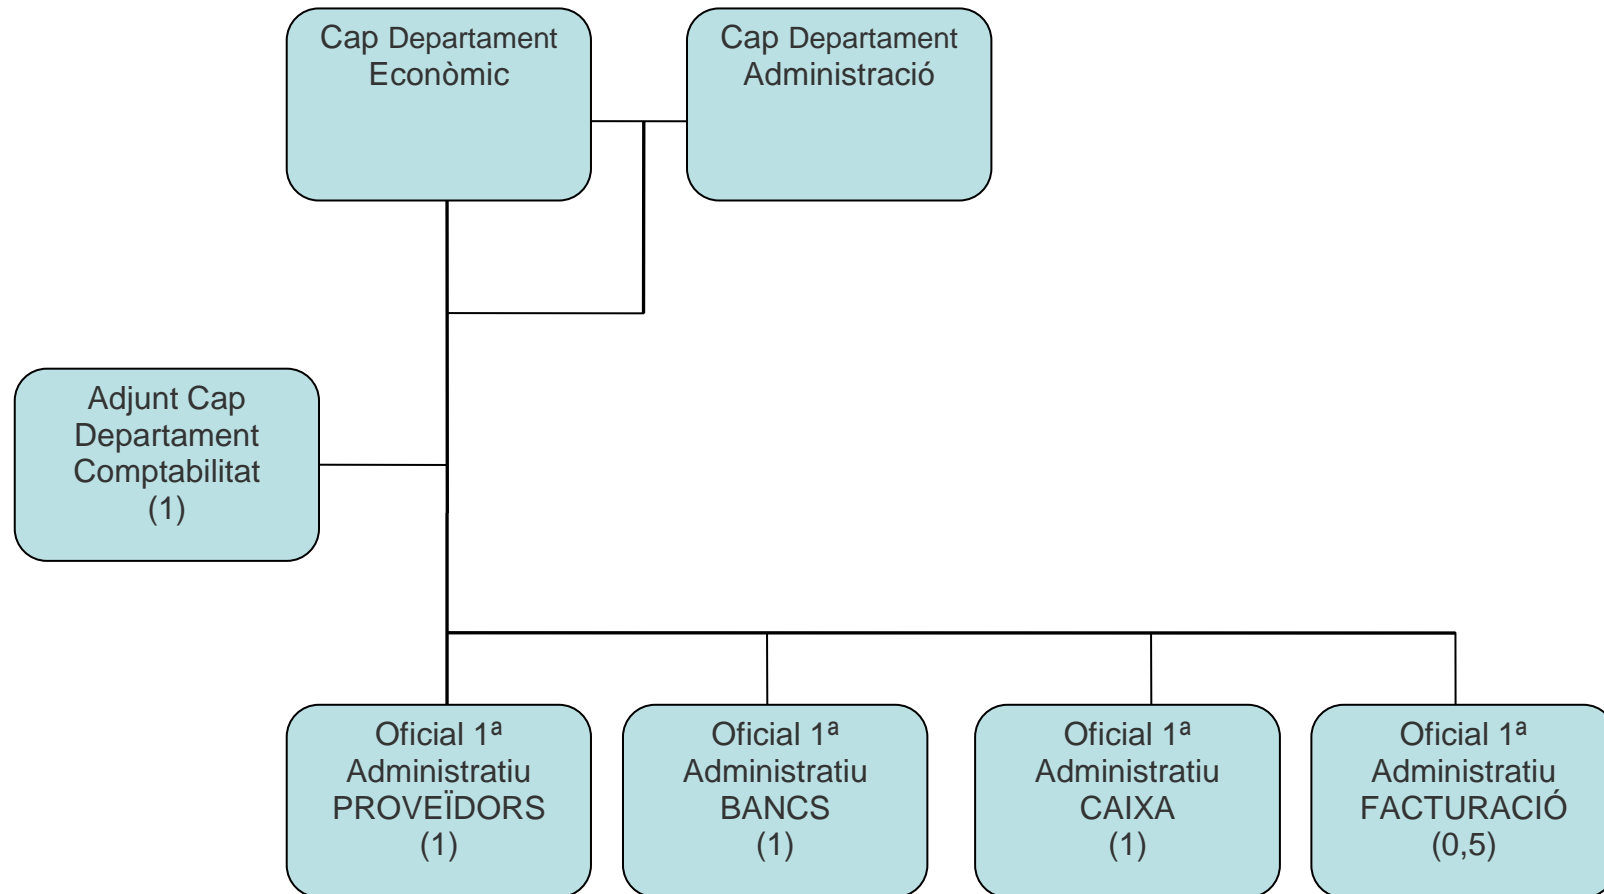 Cap Departament
Econòmic
Cap Departament
Administració
Adjunt Cap
Departament
Comptabilitat
(1)
Oficial 1ª
Administratiu
PROVEÏDORS
(1)
Oficial 1ª
Administratiu
BANCS
(1)
Oficial 1ª
Administratiu
CAIXA
(1)
Oficial 1ª
Administratiu
FACTURACIÓ
(0,5)